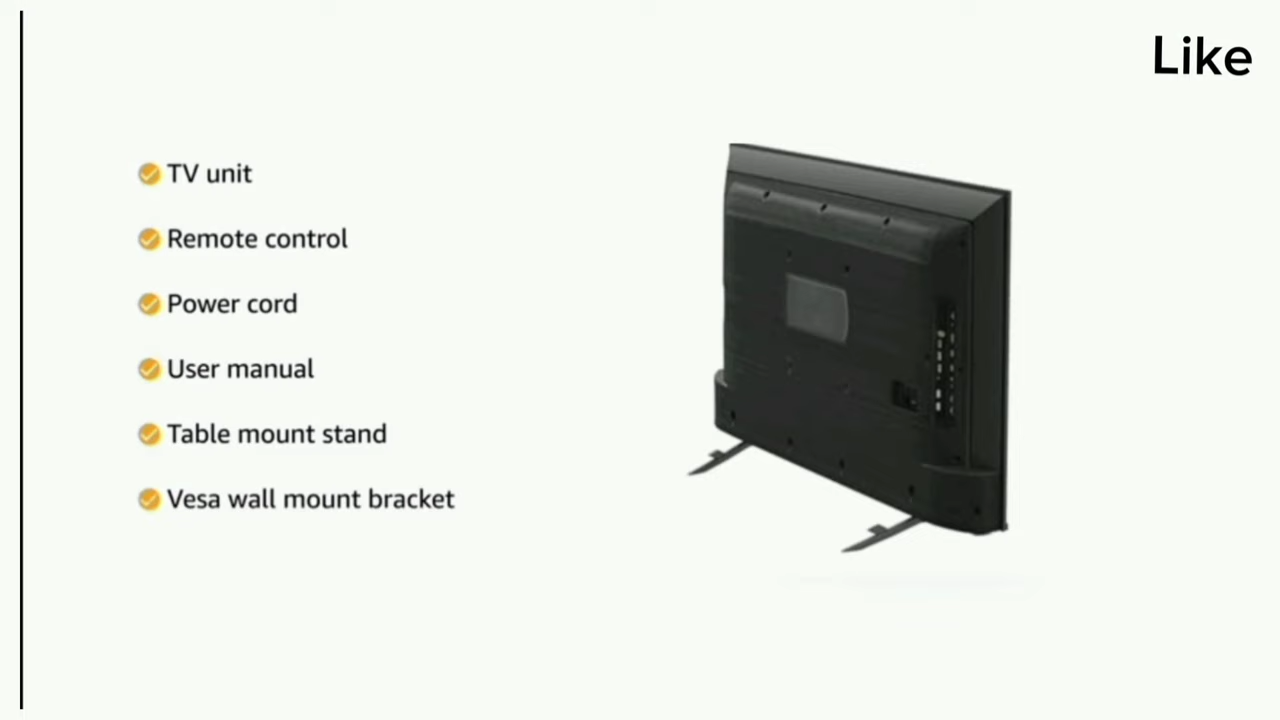 Like
TV unit
Remote control
Power cord
User manual
Table mount stand
Vesa wall mount bracket